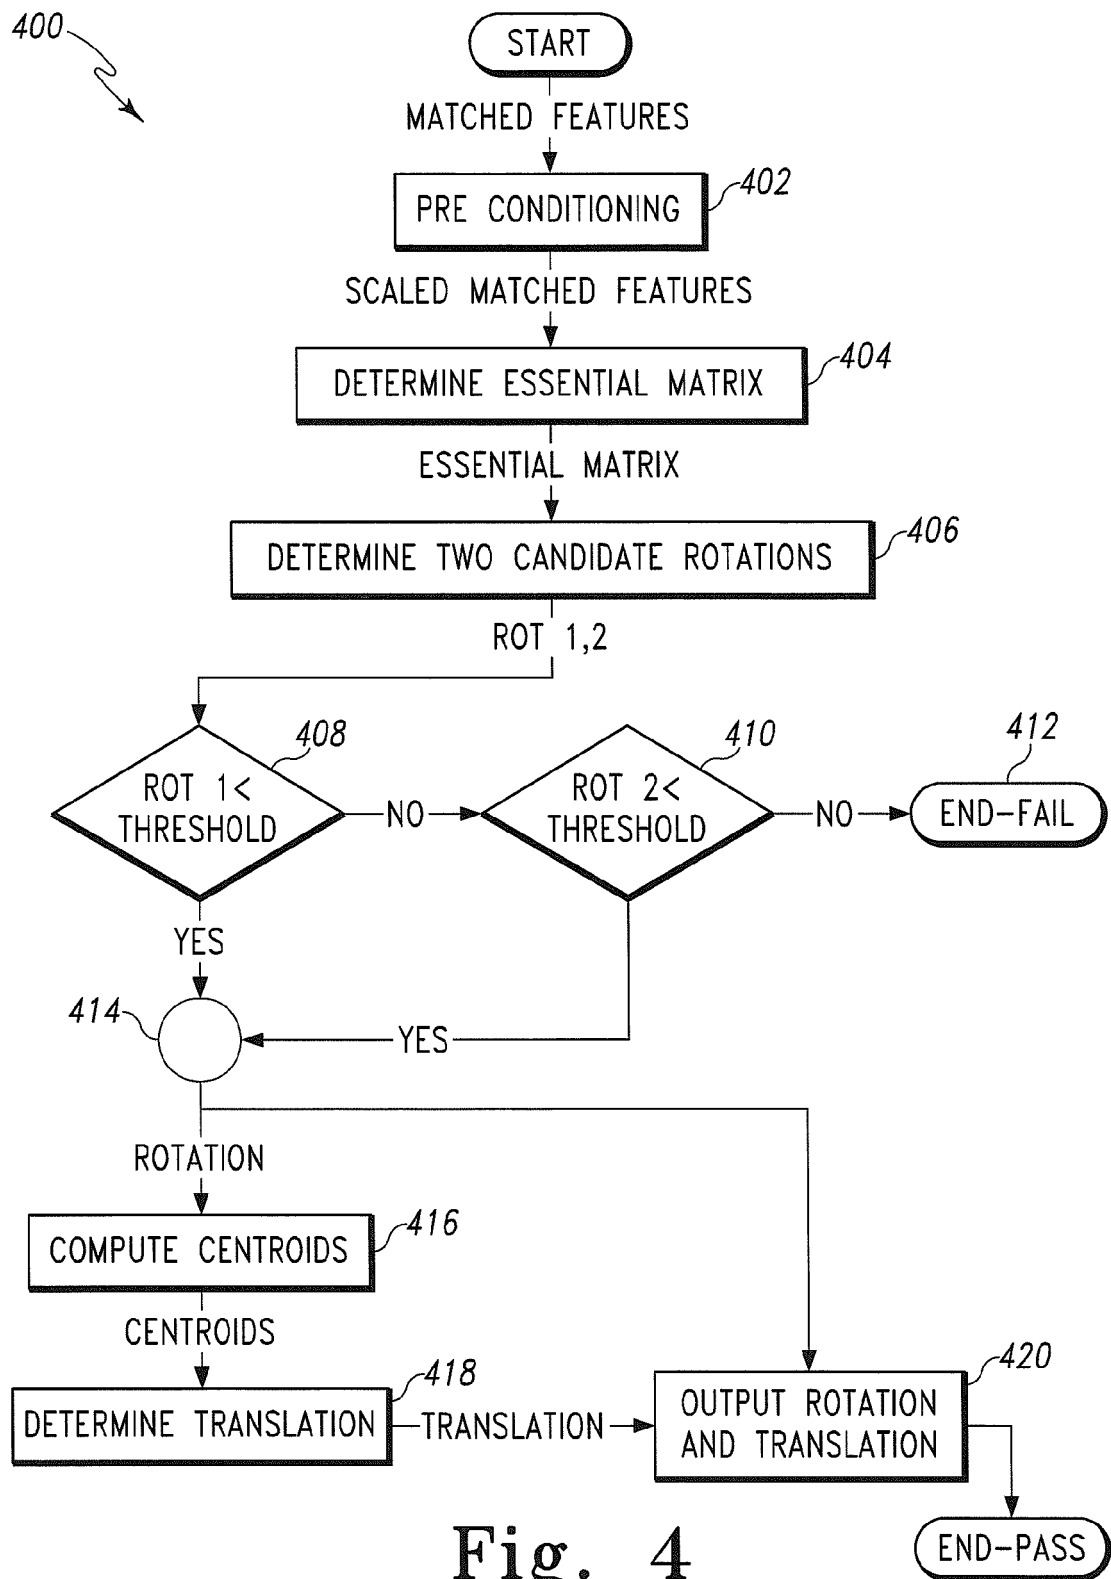 400
START
MATCHED FEATURES
402
PRE CONDITIONING
SCALED MATCHED FEATURES
404
DETERMINE ESSENTIAL MATRIX
ESSENTIAL MATRIX
406
DETERMINE TWO CANDIDATE ROTATIONS
ROT 1,2
408
ROT 1<
THRESHOLD
NO
410
ROT 2<
THRESHOLD
NO
412
END-FAIL
YES
414
YES
ROTATION
416
COMPUTE CENTROIDS
CENTROIDS
418
DETERMINE TRANSLATION
TRANSLATION
420
OUTPUT ROTATION
AND TRANSLATION
END-PASS
Fig. 4